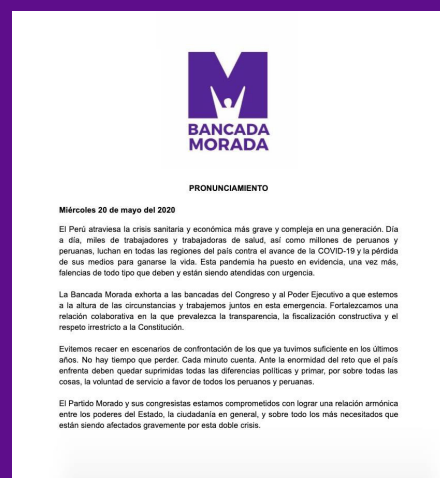 M
BANCADA
MORADA
PRONUNCIAMIENTO
Miércoles 20 de mayo del 2020
El Perú atraviesa la crisis sanitaria y económica más grave y compleja en una generación. Día
a día, miles de trabajadores y trabajadoras de salud, así como millones de peruanos y
peruanas, luchan en todas las regiones del país contra el avance de la COVID-19 y la pérdida
de sus medios para ganarse la vida. Esta pandemia ha puesto en evidencia, una vez más,
falencias de todo tipo que deben y están siendo atendidas con urgencia.
La Bancada Morada exhorta a las bancadas del Congreso y al Poder Ejecutivo a que estemos
a la altura de las circunstancias y trabajemos juntos en esta emergencia. Fortalezcamos una
relación colaborativa en la que prevalezca la transparencia, la fiscalización constructiva y el
respeto irrestricto a la Constitución.
Evitemos recaer en escenarios de confrontación de los que ya tuvimos suficiente en los últimos
años. No hay tiempo que perder. Cada minuto cuenta. Ante la enormidad del reto que el país
enfrenta deben quedar suprimidas todas las diferencias políticas y primar, por sobre todas las
cosas, la voluntad de servicio a favor de todos los peruanos y peruanas.
El Partido Morado y sus congresistas estamos comprometidos con lograr una relación armónica
entre los poderes del Estado, la ciudadanía en general, y sobre todo los más necesitados que
están siendo afectados gravemente por esta doble crisis.